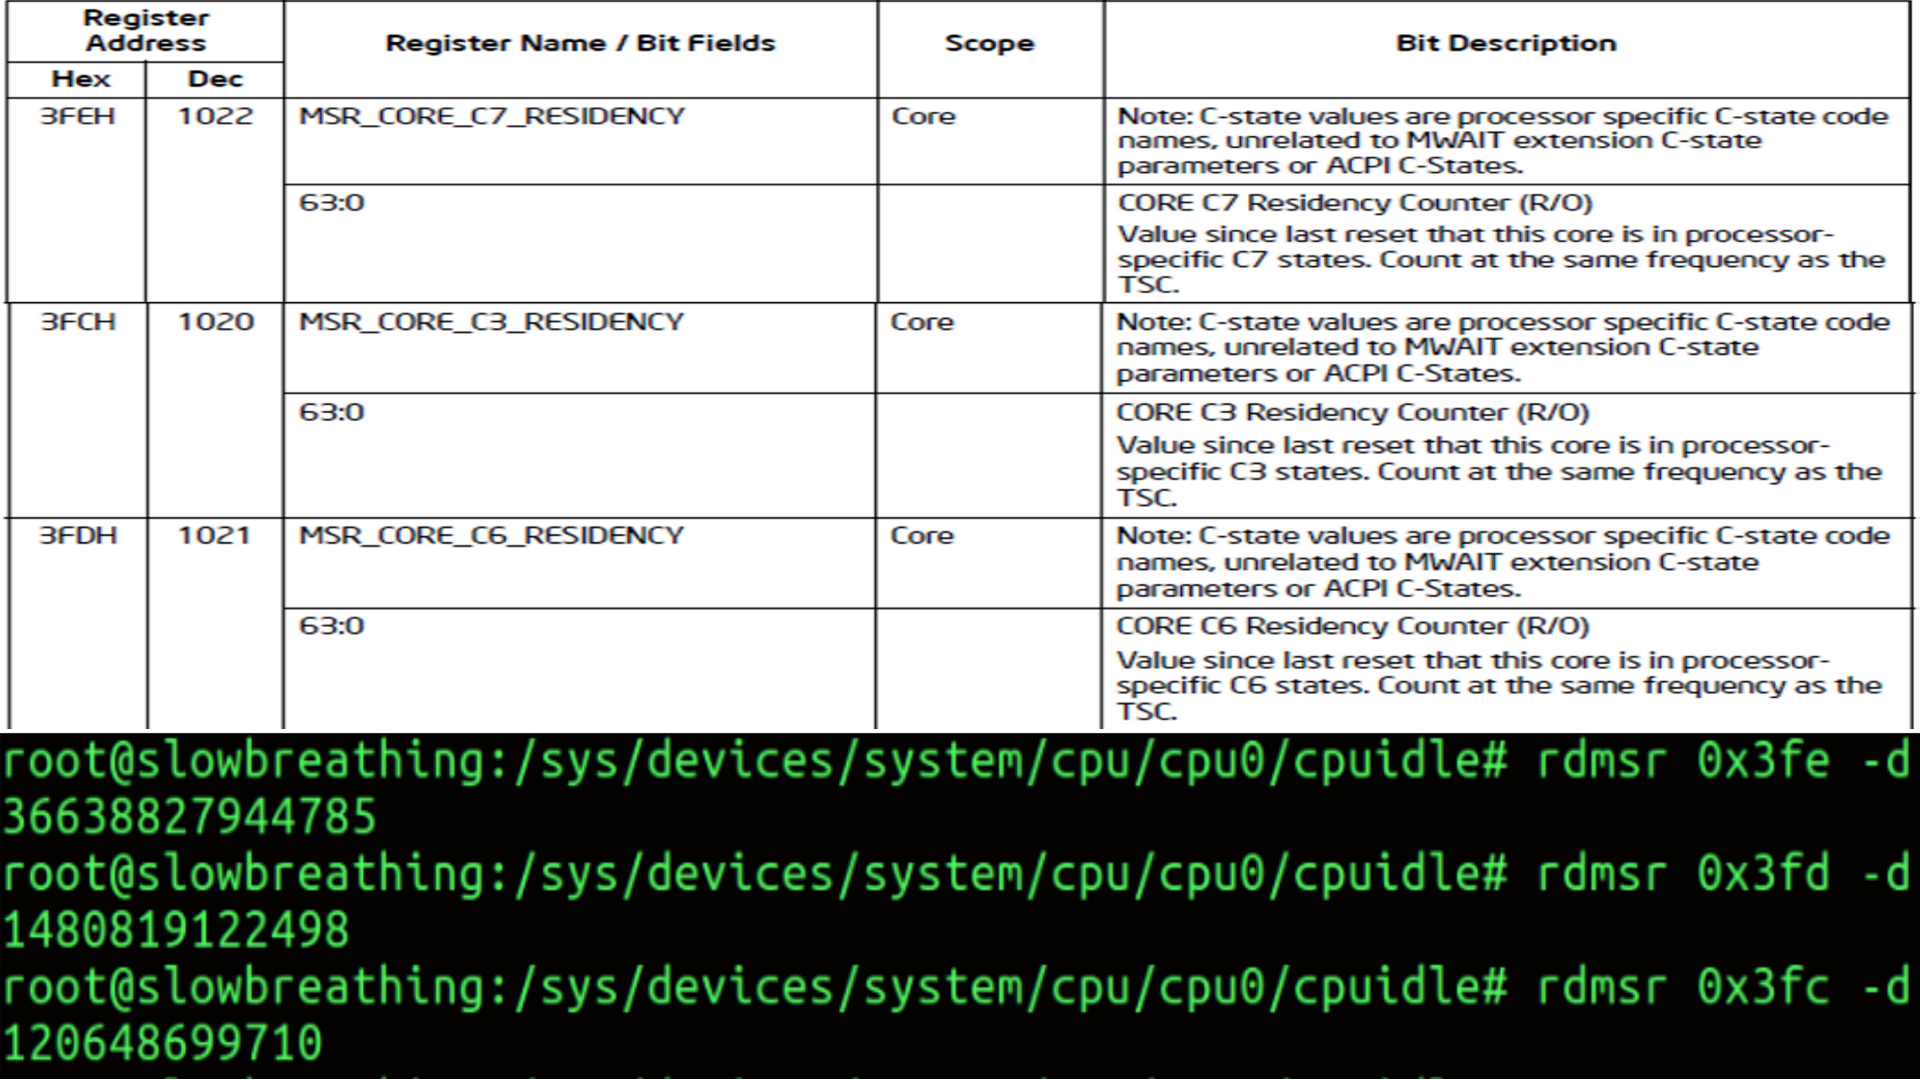 Register
Address
Register Name / Bit Fields
Scope
Bit Description
Hex
Dec
3FEH
1022
MSR_CORE_C7_RESIDENCY
Core
Note: C-state values are processor specific C-state code
names, unrelated to MWAIT extension C-state
parameters or ACPI C-States.
63:0
CORE C7 Residency Counter (R/O)
Value since last reset that this core is in processor-
specific C7 states. Count at the same frequency as the
TSC.
3FCH
1020
MSR_CORE_C3_RESIDENCY
Core
Note: C-state values are processor specific C-state code
names, unrelated to MWAIT extension C-state
parameters or ACPI C-States.
63:0
CORE C3 Residency Counter (R/O)
Value since last reset that this core is in processor-
specific C3 states. Count at the same frequency as the
TSC.
3FDH
1021
MSR_CORE_C6_RESIDENCY
Core
Note: C-state values are processor specific C-state code
names, unrelated to MWAIT extension C-state
parameters or ACPI C-States.
63:0
CORE C6 Residency Counter (R/O)
Value since last reset that this core is in processor-
specific C6 states. Count at the same frequency as the
TSC.
root@slowbreathing:/sys/devices/system/cpu/cpu0/cpuidle# rdmsr 0x3fe -d
36638827944785
root@slowbreathing:/sys/devices/system/cpu/cpu0/cpuidle# rdmsr 0x3fd -d
1480819122498
root@slowbreathing:/sys/devices/system/cpu/cpu0/cpuidle# rdmsr 0x3fc -d
120648699710